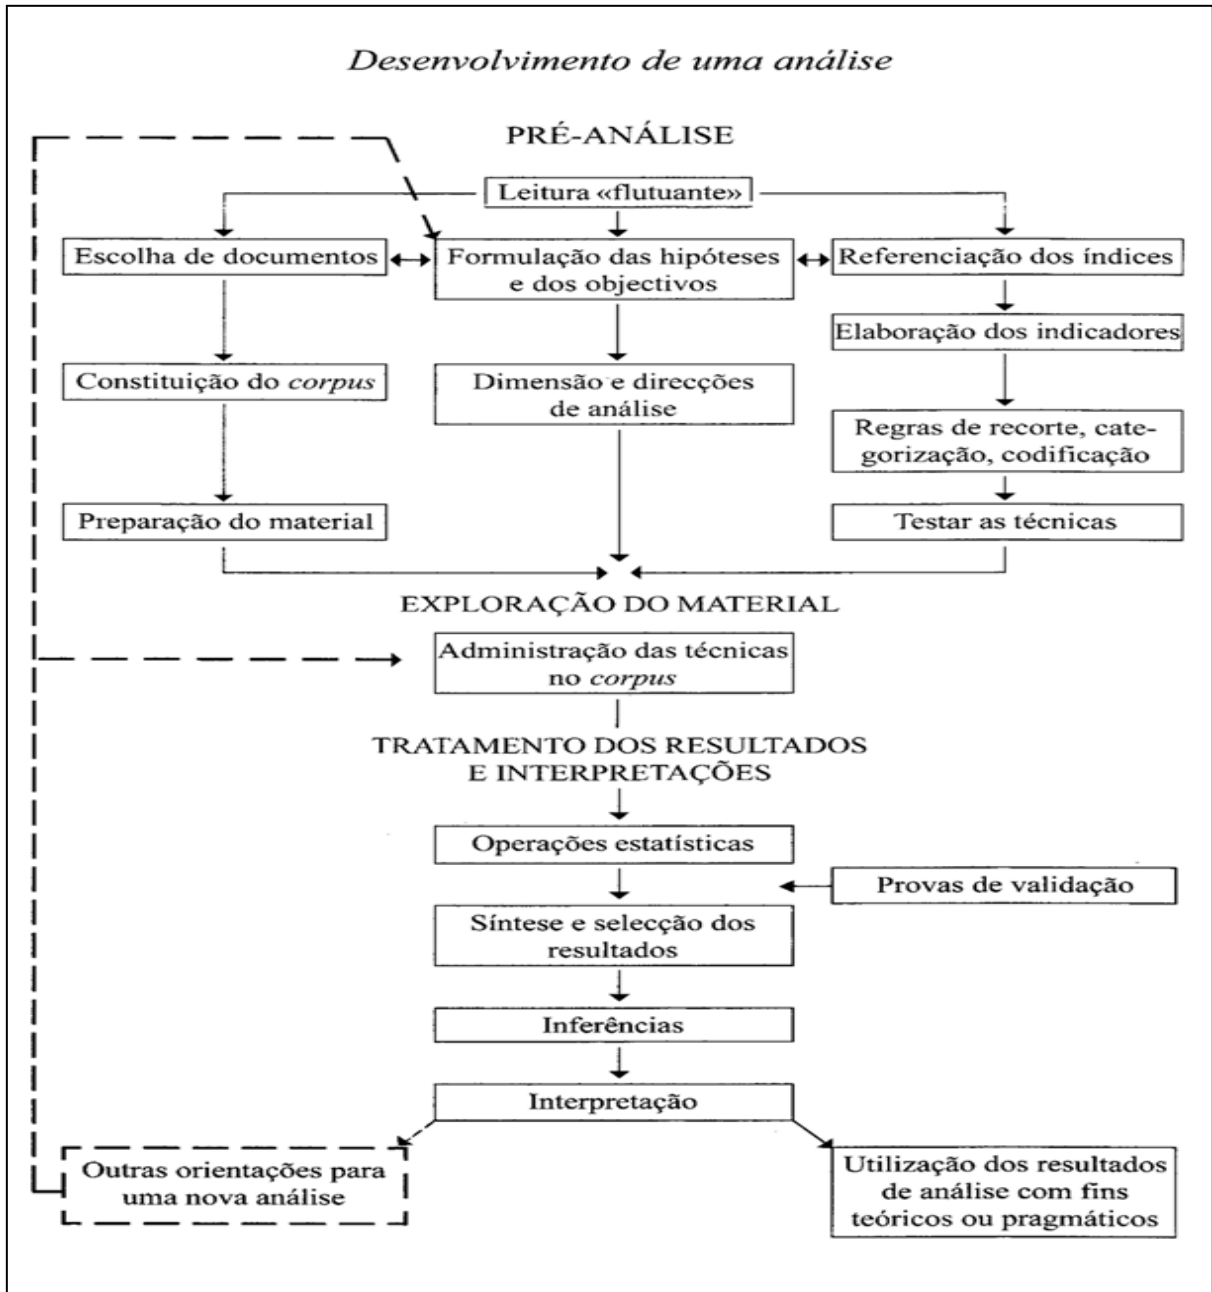 Desenvolvimento de uma análise
PRÉ-ANÁLISE
Leitura «flutuante»
Escolha de documentos
Formulação das hipóteses
e dos objectivos
Referenciação dos índices
Elaboração dos indicadores
Constituição do corpus
Dimensão e direcções
de análise
Regras de recorte, cate-
gorização, codificação
Preparação do material
Testar as técnicas
EXPLORAÇÃO DO MATERIAL
Administração das técnicas
no corpus
TRATAMENTO DOS RESULTADOS
E INTERPRETAÇÕES
Operações estatísticas
Provas de validação
Síntese e selecção dos
resultados
Inferências
Interpretação
Outras orientações para
uma nova análise
Utilização dos resultados
de análise com fins
teóricos ou pragmáticos